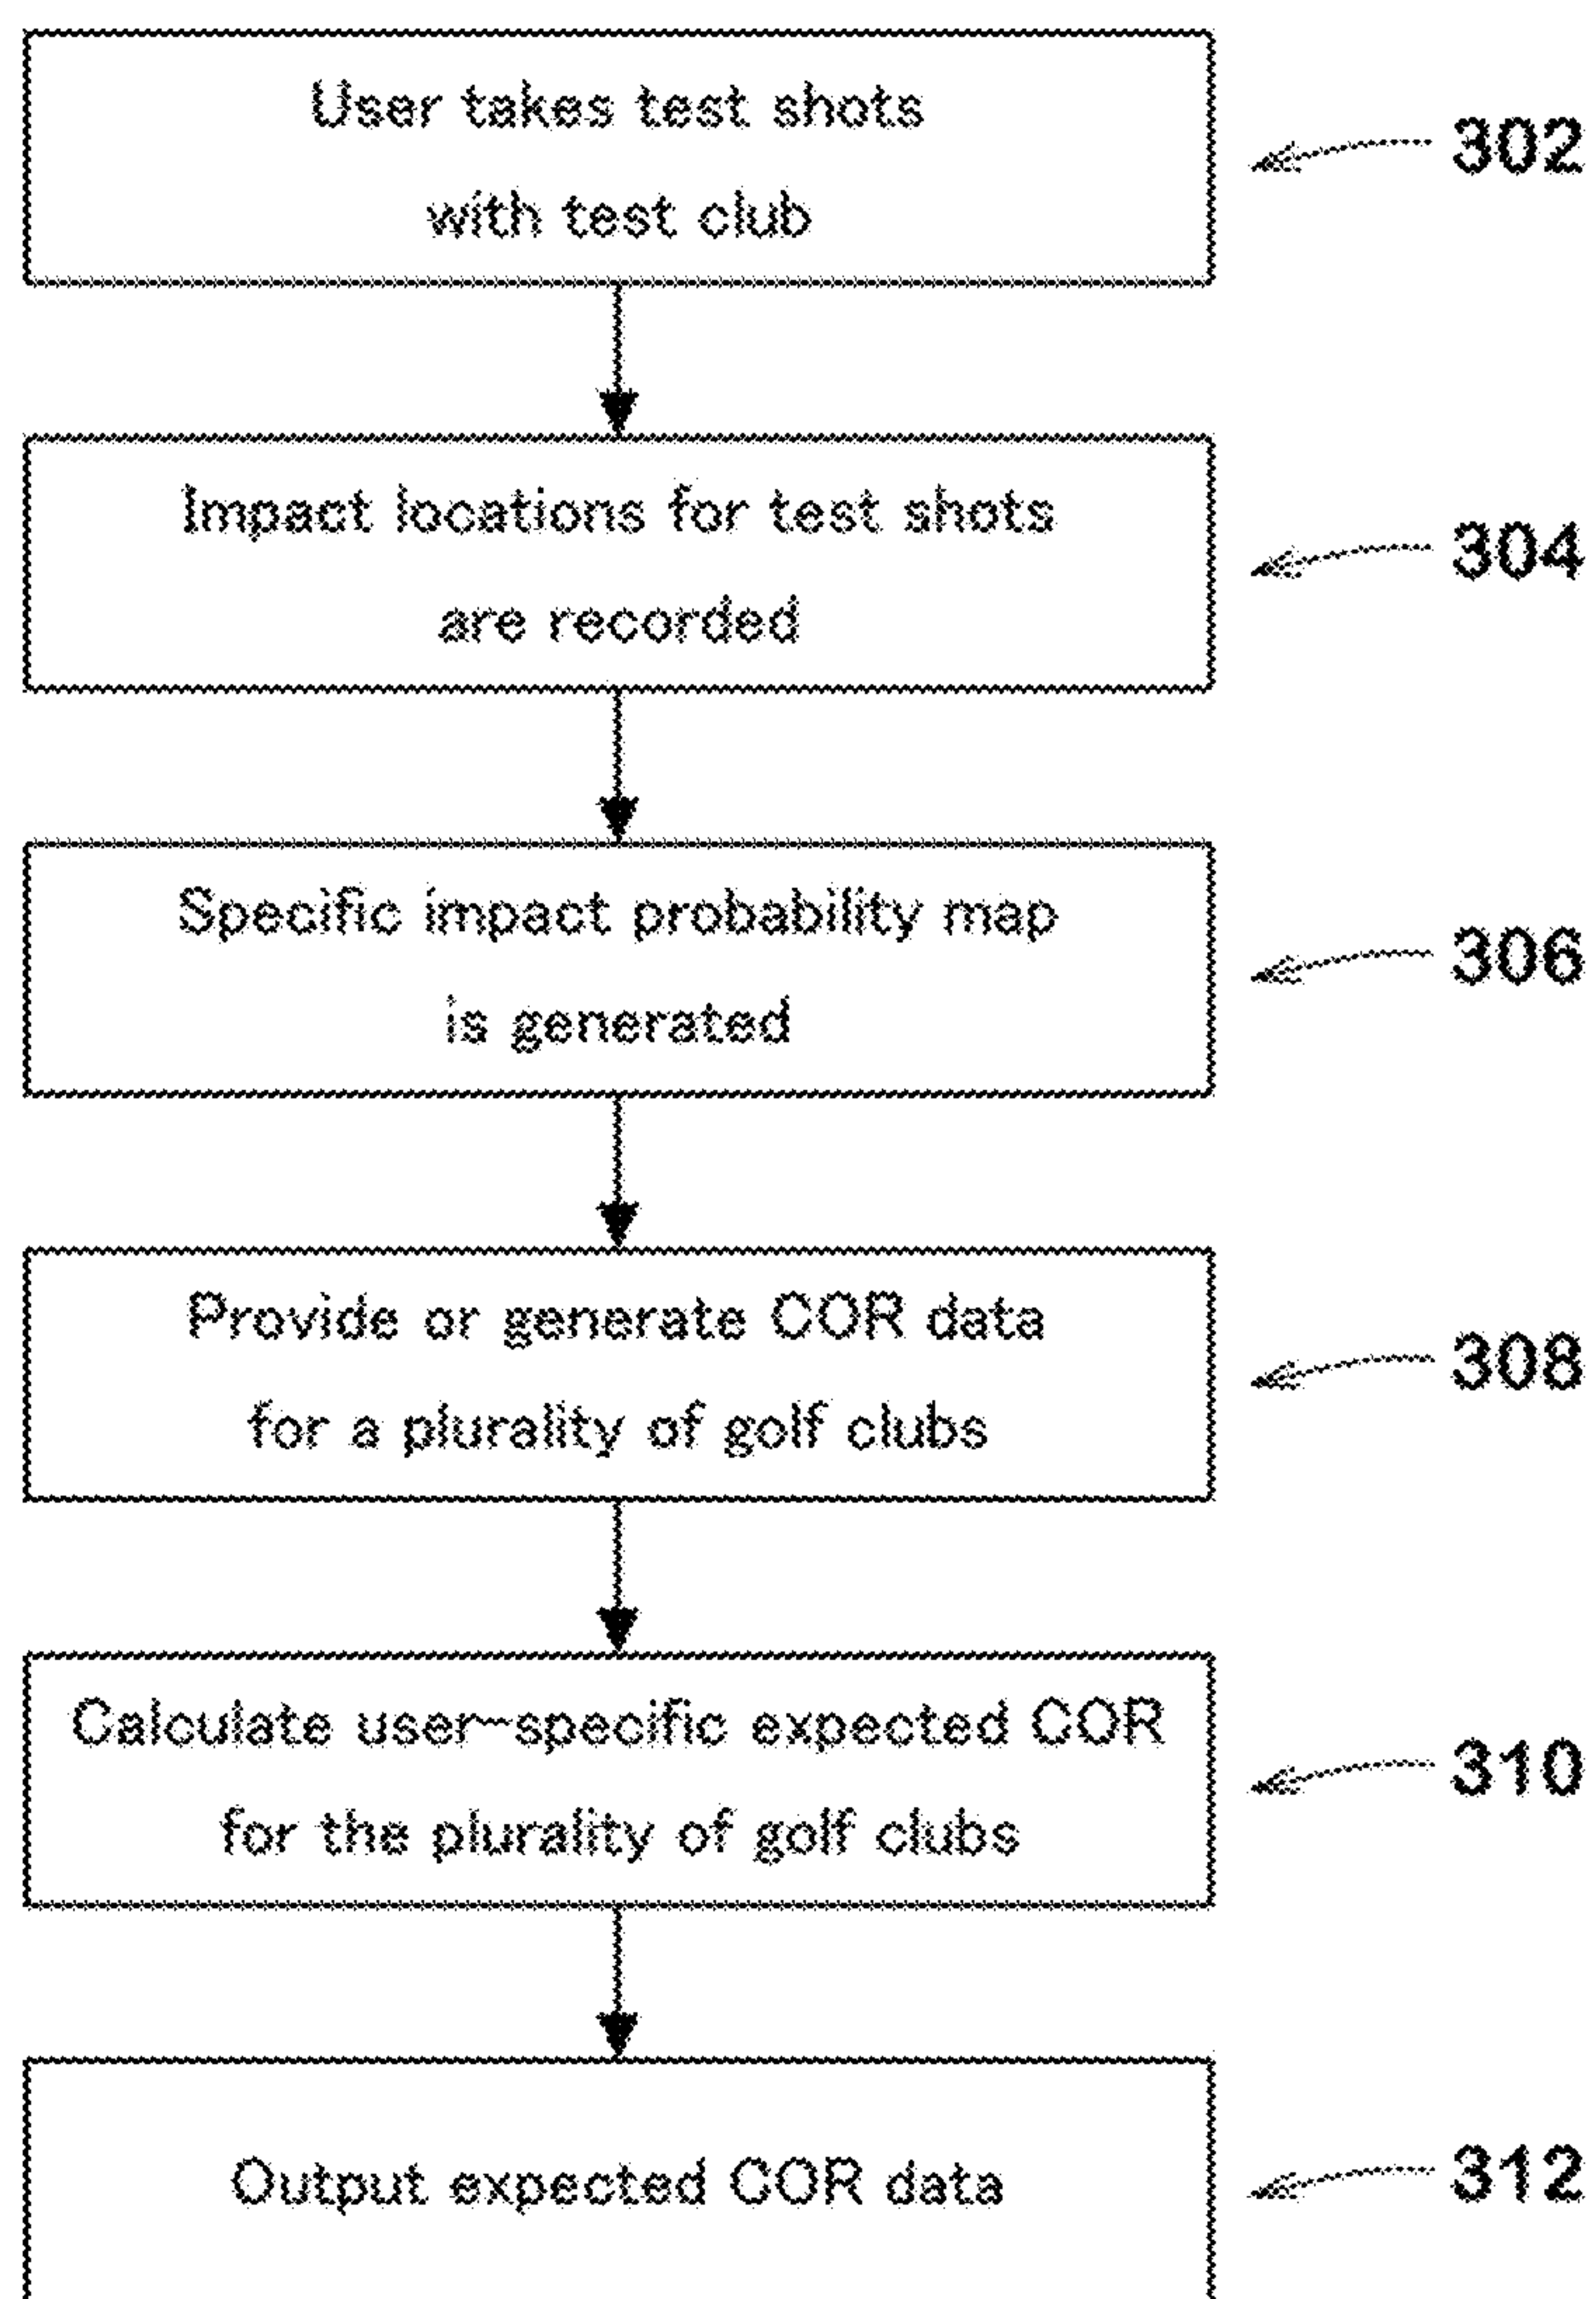 User takes test shots
with test club
302
Impact locations for test shots
are recorded
304
Specific impact probability map
is generated
306
Provide or generate COR data
for a plurality of golf clubs
308
Calculate user-specific expected COR
for the plurality of golf clubs
310
Output expected COR data
312